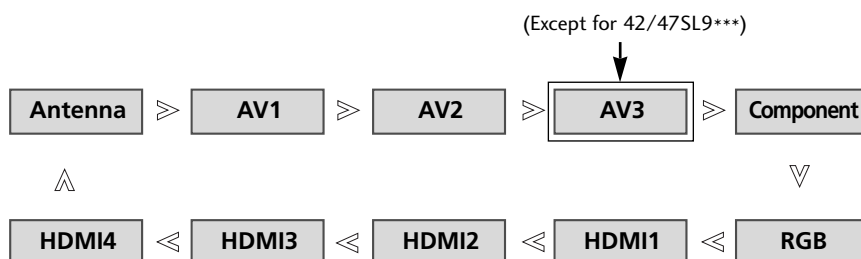 (Except for 42/47SL9***)
Antenna AV1 AV2 AV3 Component
HDMI4 HDMI3 HDMI2 HDMI1 RGB